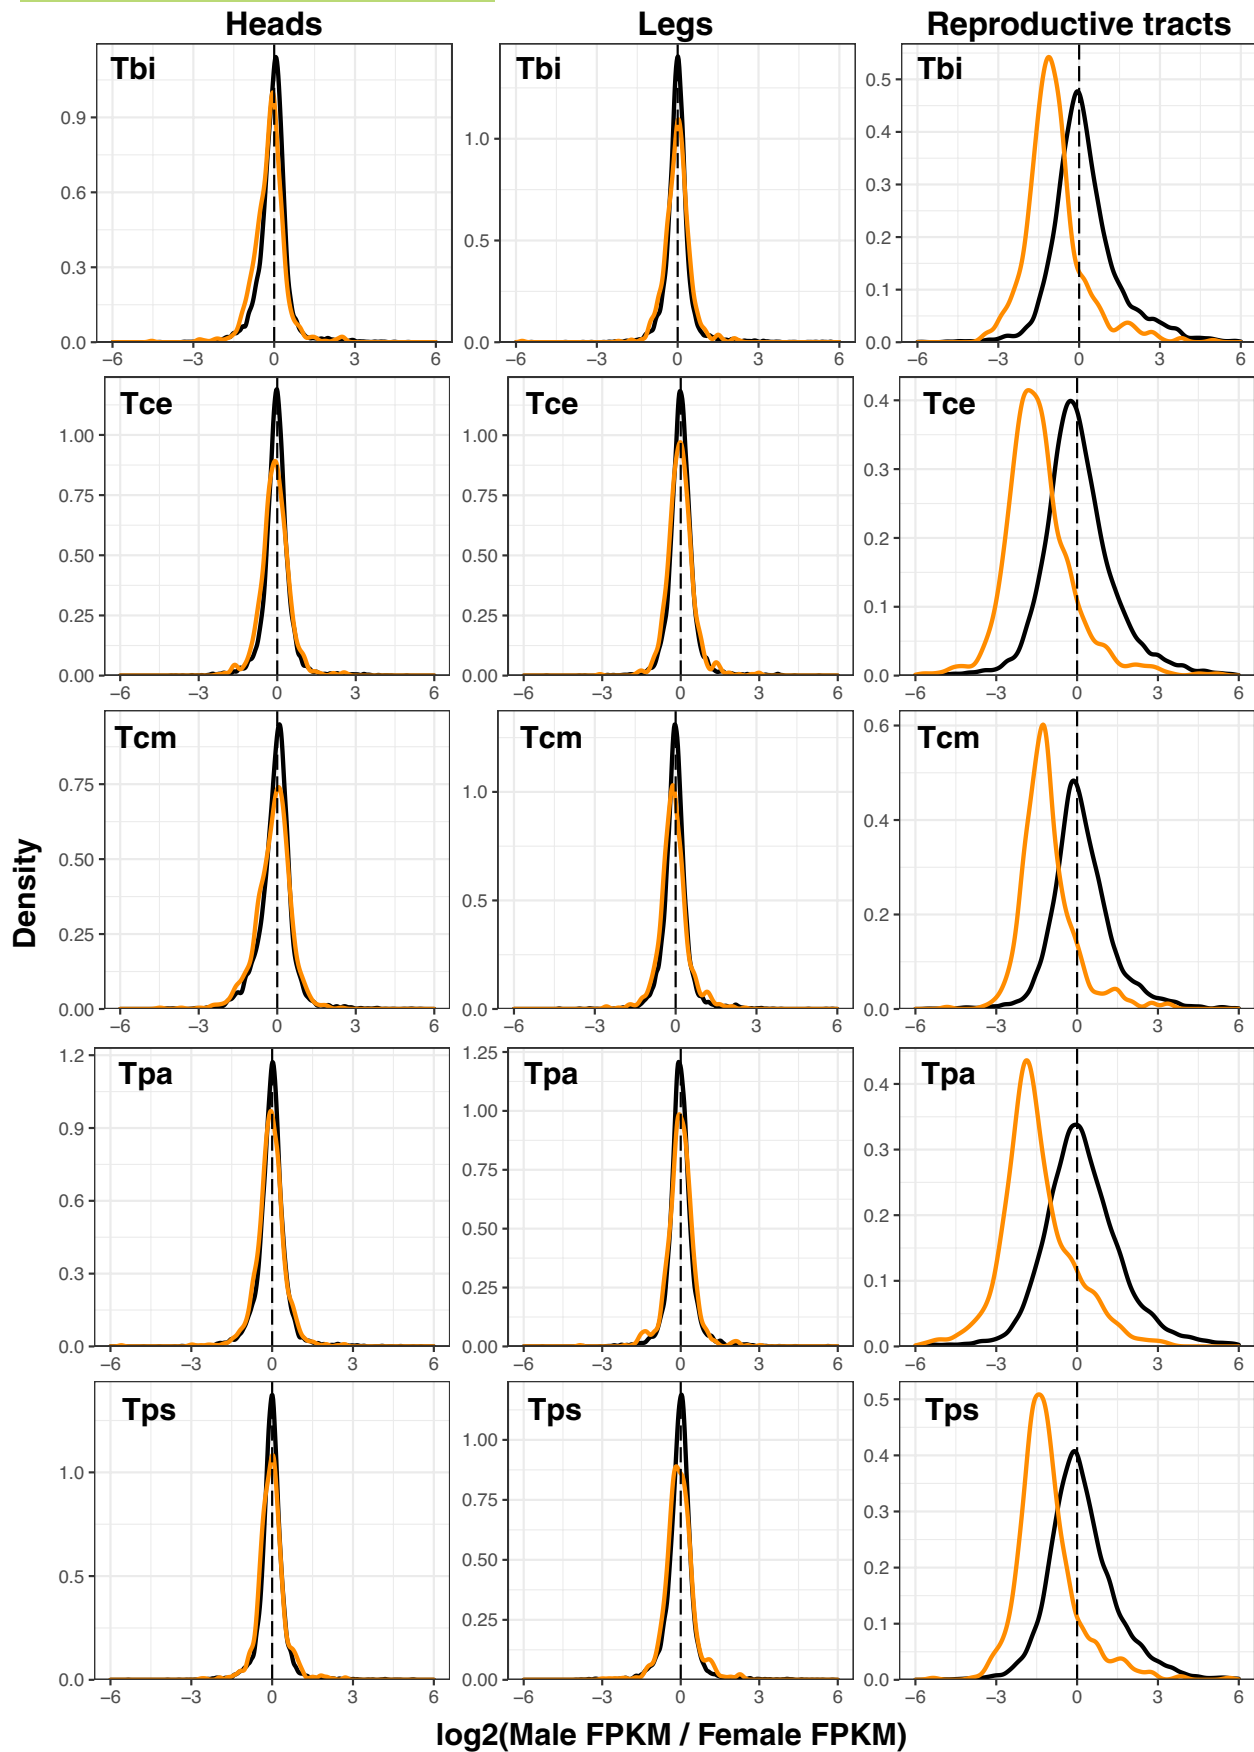 Heads Legs Reproductive tracts
Tbi Tbi Tbi
0.9 0.6 0.3 0.0
1.0 0.5 0.0
0.5 0.4 0.3 0.2 0.1 0.0
−6 −3 0 3 6 −6 −3 0 3 6 −6 −3 0 3 6
Tce Tce Tce
1.00 0.75 0.50 0.25 0.00
1.00 0.75 0.50 0.25 0.00
0.4 0.3 0.2 0.1 0.0
−6 −3 0 3 6 −6 −3 0 3 6 −6 −3 0 3 6
Tcm Tcm Tcm
0.75 0.50 0.25 0.00
1.0 0.5 0.0
0.6 0.4 0.2 0.0
−6 −3 0 3 6 −6 −3 0 3 6 −6 −3 0 3 6
Density
Tpa Tpa Tpa
1.2 0.9 0.6 0.3 0.0
1.25 1.00 0.75 0.50 0.25 0.00
0.4 0.3 0.2 0.1 0.0
−6 −3 0 3 6 −6 −3 0 3 6 −6 −3 0 3 6
Tps Tps Tps
1.0 0.5 0.0
1.00 0.75 0.50 0.25 0.00
0.5 0.4 0.3 0.2 0.1 0.0
−6 −3 0 3 6 −6 −3 0 3 6 −6 −3 0 3 6
log2(Male FPKM / Female FPKM)